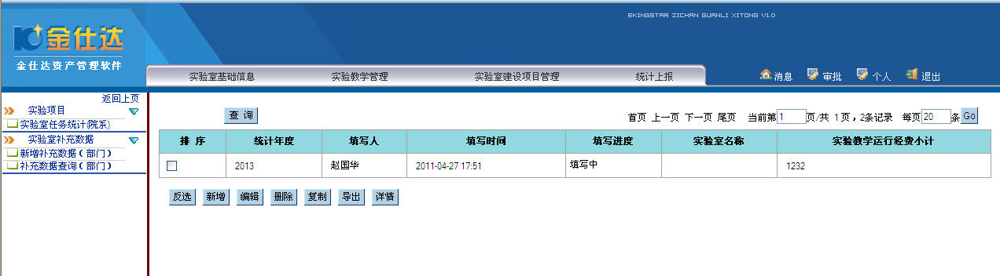 EKINGSTAR ZICHAN GUANLI XITONG V1.0
金仕达
金仕达资产管理软件
实验室基础信息 实验教学管理 实验室建设项目管理 统计上报 消息 审批 个人 退出
返回上页
实验项目
实验室任务统计(院系)
实验室补充数据
新增补充数据(部门)
补充数据查询(部门)
查 询 首页 上一页 下一页 尾页 当前第1页/共 1页,2条记录 每页20条 Go
排 序 统计年度 填写人 填写时间 填写进度 实验室名称 实验教学运行经费小计
2013 赵国华 2011-04-27 17:51 填写中 1232
反选 新增 编辑 删除 复制 导出 详情